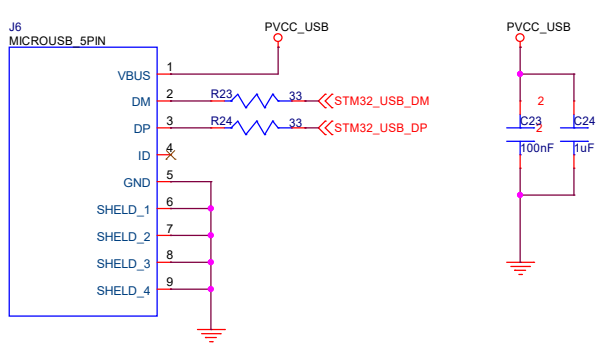 J6
MICROUSB_5PIN
PVCC_USB
PVCC_USB
VBUS 1
DM 2 R23 33 STM32_USB_DM
DP 3 R24 33 STM32_USB_DP
ID 4
GND 5
SHELD_1 6
SHELD_2 7
SHELD_3 8
SHELD_4 9
2
C23 2
100nF
C24
1uF